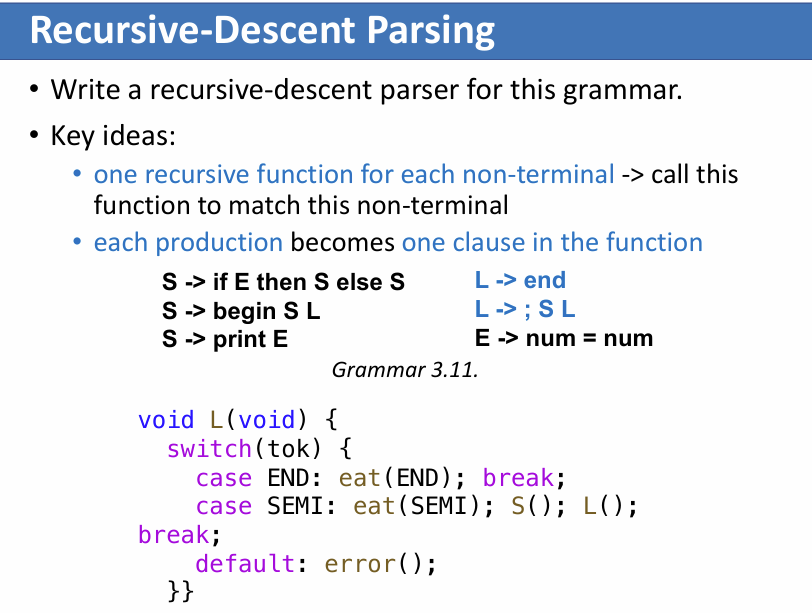 Recursive-Descent Parsing
• Write a recursive-descent parser for this grammar.
• Key ideas:
• one recursive function for each non-terminal -> call this
function to match this non-terminal
• each production becomes one clause in the function
S -> if E then S else S
S -> begin S L
S -> print E
L -> end
L -> ; S L
E -> num = num
Grammar 3.11.
void L(void) {
  switch(tok) {
    case END: eat(END); break;
    case SEMI: eat(SEMI); S(); L();
break;
    default: error();
  }}